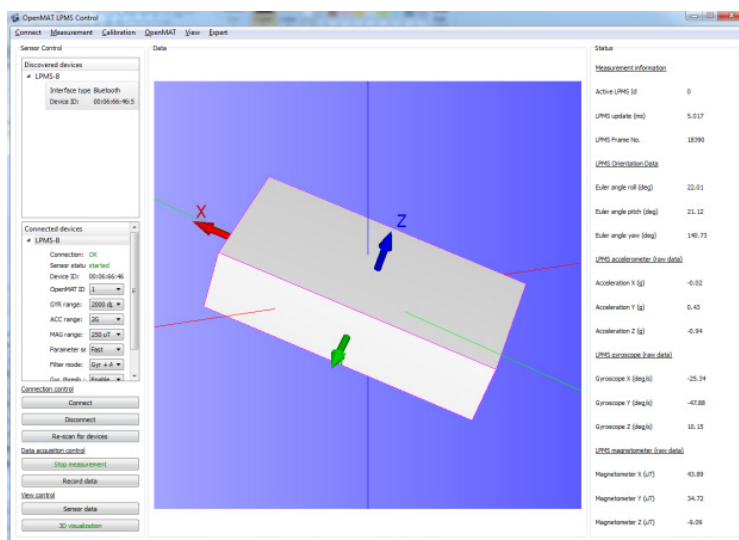 OpenMAT LPMS Control
Connect Measurement Calibration OpenMAT View Expert
Sensor Control
Discovered devices
LPMS-B
Interface type Bluetooth
Device ID: 00:06:66:46:5
Connected devices
LPMS-B
Connection: OK
Sensor statu started
Device ID: 00:06:66:46
OpenMAT ID 1
GYR range: 2000 d
ACC range: 2G
MAG range: 250 uT
Parameter se Fast
Filter mode: Gyr + A
Gyr. thresh.: Enable
Connection control
Connect
Disconnect
Re-scan for devices
Data acquisition control
Stop measurement
Record data
View control
Sensor data
3D visualization
Data
X
Z
Status
Measurement information
Active LPMS Id 0
LPMS update (ms) 5.017
LPMS Frame No. 18390
LPMS Orientation Data
Euler angle roll (deg) 22.01
Euler angle pitch (deg) 21.12
Euler angle yaw (deg) 140.73
LPMS accelerometer (raw data)
Acceleration X (g) -0.02
Acceleration Y (g) 0.43
Acceleration Z (g) -0.94
LPMS gyroscope (raw data)
Gyroscope X (deg/s) -25.34
Gyroscope Y (deg/s) -47.88
Gyroscope Z (deg/s) 10.15
LPMS magnetometer (raw data)
Magnetometer X (uT) 43.89
Magnetometer Y (uT) 34.72
Magnetometer Z (uT) -9.09